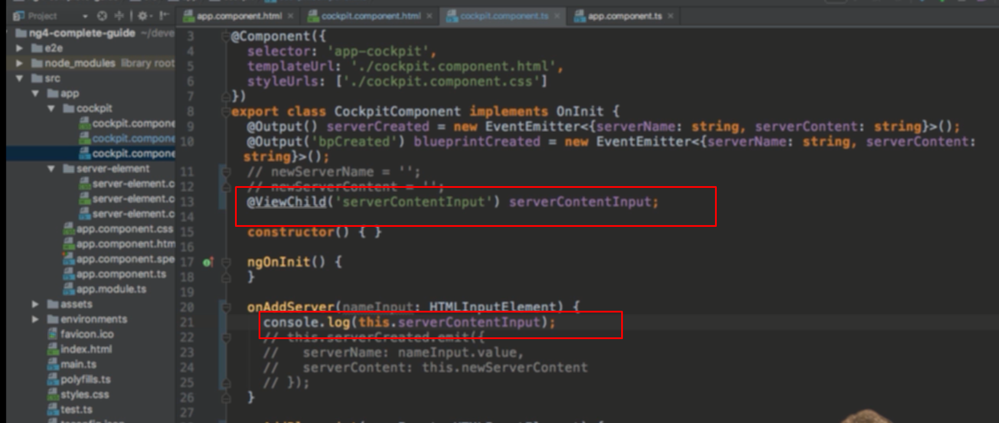 Project
app.component.html
cockpit.component.html
cockpit.component.ts
app.component.ts
ng4-complete-guide ~/deve
e2e
node_modules library root
src
app
cockpit
cockpit.compone
cockpit.compone
cockpit.compone
server-element
server-element.c
server-element.c
server-element.c
app.component.css
app.component.htm
app.component.spe
app.component.ts
app.module.ts
assets
environments
favicon.ico
index.html
main.ts
polyfills.ts
styles.css
test.ts
3 @Component({
4 selector: 'app-cockpit',
5 templateUrl: './cockpit.component.html',
6 styleUrls: ['./cockpit.component.css']
7 })
8 export class CockpitComponent implements OnInit {
9 @Output() serverCreated = new EventEmitter<{serverName: string, serverContent: string}>();
10 @Output('bpCreated') blueprintCreated = new EventEmitter<{serverName: string, serverContent:
string}>();
11 // newServerName = '';
12 // newServerContent = '';
13 @ViewChild('serverContentInput') serverContentInput;
14
15 constructor() { }
16
17 ngOnInit() {
18 }
19
20 onAddServer(nameInput: HTMLInputElement) {
21 console.log(this.serverContentInput);
22 // this.serverCreated.emit({
23 // serverName: nameInput.value,
24 // serverContent: this.newServerContent
25 // });
26 }
27